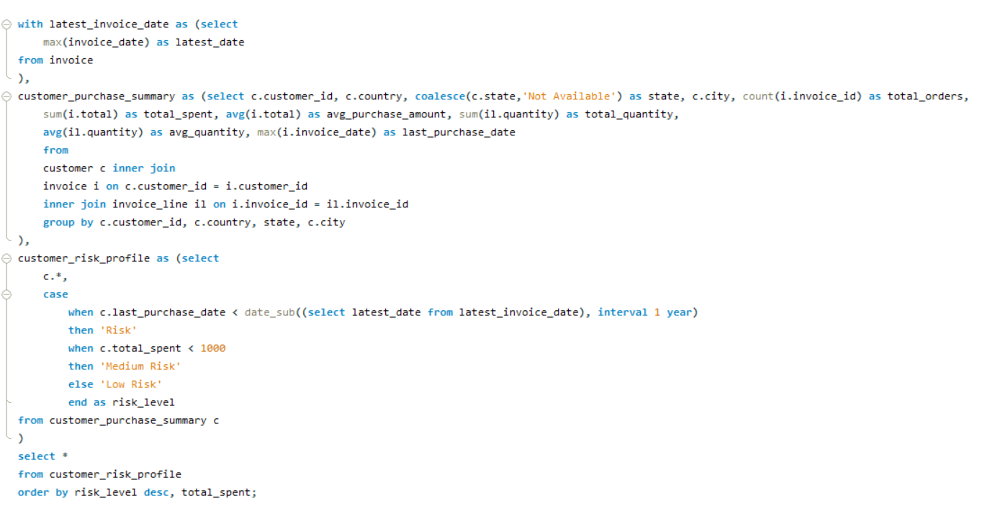 with latest_invoice_date as (select
max(invoice_date) as latest_date
from invoice
),
customer_purchase_summary as (select c.customer_id, c.country, coalesce(c.state,'Not Available') as state, c.city, count(i.invoice_id) as total_orders,
sum(i.total) as total_spent, avg(i.total) as avg_purchase_amount, sum(il.quantity) as total_quantity,
avg(il.quantity) as avg_quantity, max(i.invoice_date) as last_purchase_date
from
customer c inner join
invoice i on c.customer_id = i.customer_id
inner join invoice_line il on i.invoice_id = il.invoice_id
group by c.customer_id, c.country, state, c.city
),
customer_risk_profile as (select
c.*,
case
when c.last_purchase_date < date_sub((select latest_date from latest_invoice_date), interval 1 year)
then 'Risk'
when c.total_spent < 1000
then 'Medium Risk'
else 'Low Risk'
end as risk_level
from customer_purchase_summary c
)
select *
from customer_risk_profile
order by risk_level desc, total_spent;